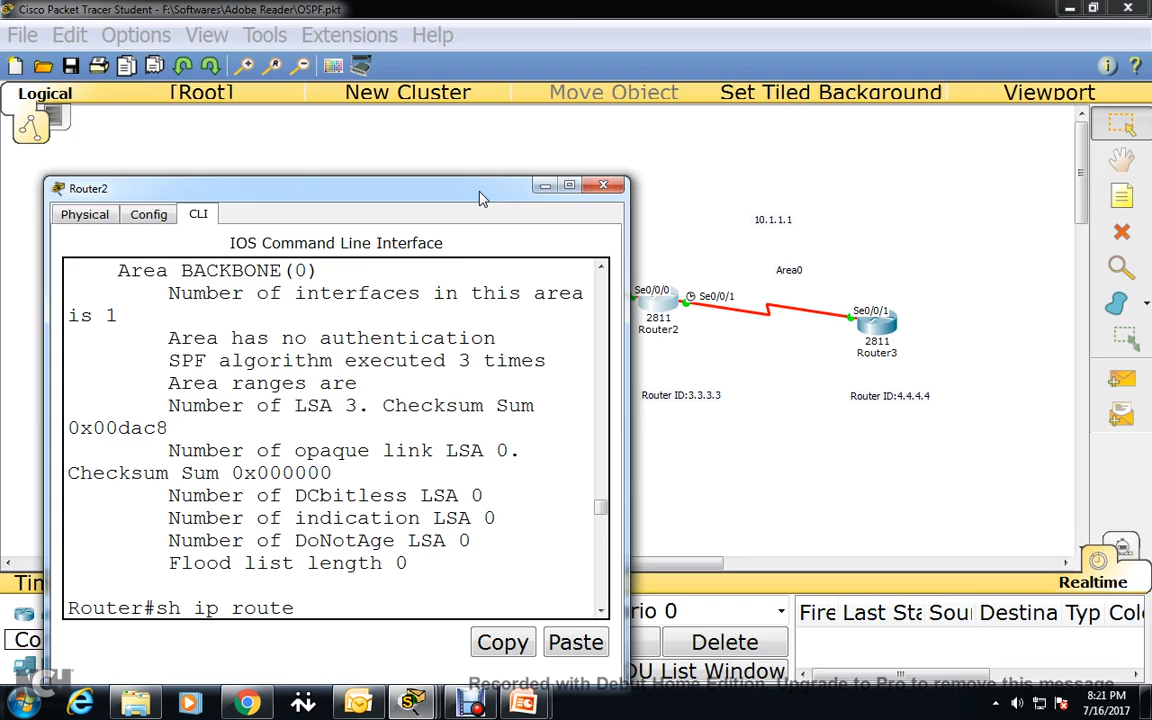 Cisco Packet Tracer Student - F:\Softwares\Adobe Reader\OSPF.pkt
File Edit Options View Tools Extensions Help
Logical [Root] New Cluster Move Object Set Tiled Background Viewport
Router2
Physical Config CLI
IOS Command Line Interface
Area BACKBONE(0)
Number of interfaces in this area
is 1
Area has no authentication
SPF algorithm executed 3 times
Area ranges are
Number of LSA 3. Checksum Sum
0x00dac8
Number of opaque link LSA 0.
Checksum Sum 0x000000
Number of DCbitless LSA 0
Number of indication LSA 0
Number of DoNotAge LSA 0
Flood list length 0
Router#sh ip route
Copy Paste
10.1.1.1
Area0
Se0/0/0 Se0/0/1
2811
Router2
Se0/0/1
2811
Router3
Router ID:3.3.3.3
Router ID:4.4.4.4
Realtime
rio 0
Fire Last Sta Sour Destina Typ Colo
Delete
DU List Window
Recorded with Debut Home Edition. Upgrade to Pro to remove this message.
KCH
8:21 PM
7/16/2017